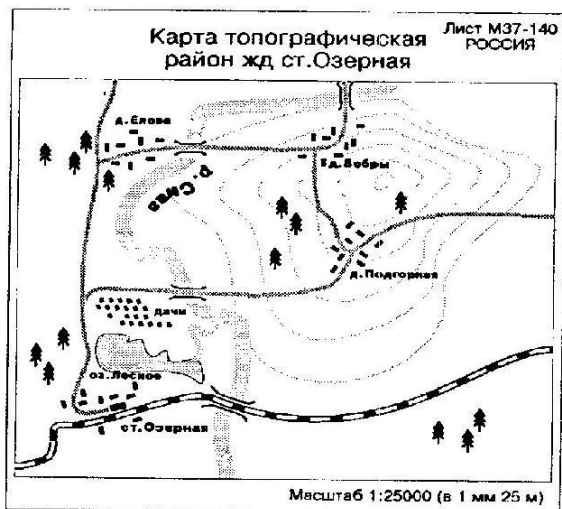 Карта топографическая
район жд ст.Озерная
Лист М37-140
РОССИЯ
д.Елова
р.Сива
д.Бобры
д.Подгорная
дачи
оз.Лесное
ст.Озерная
Масштаб 1:25000 (в 1 мм 25 м)